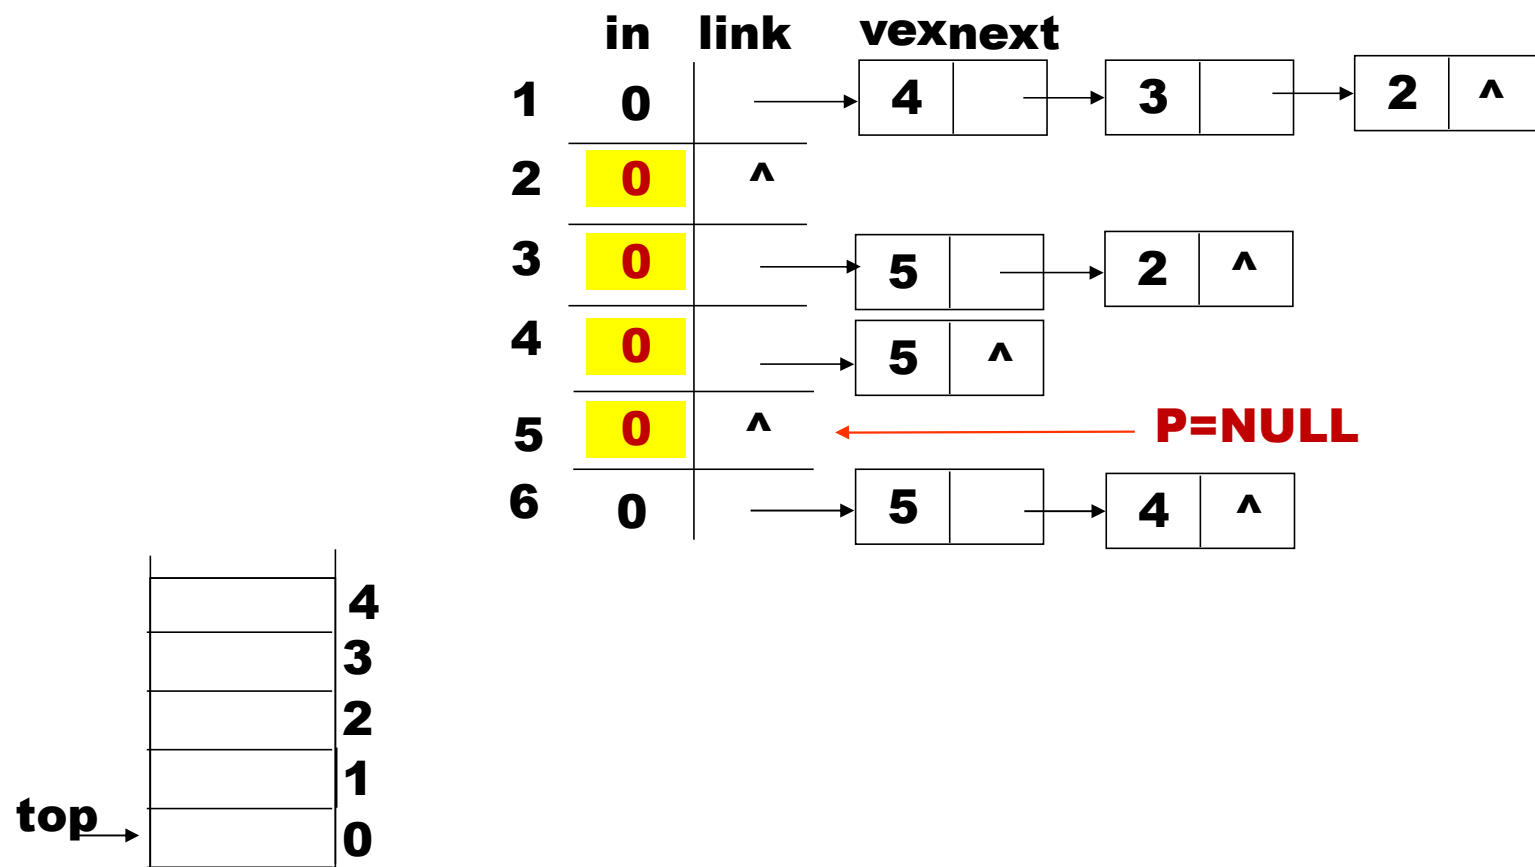 in link vexnext
1 0 4 3 2 ^
2 0 ^
3 0 5 2 ^
4 0 5 ^
5 0 ^ P=NULL
6 0 5 4 ^
4
3
2
1
top 0